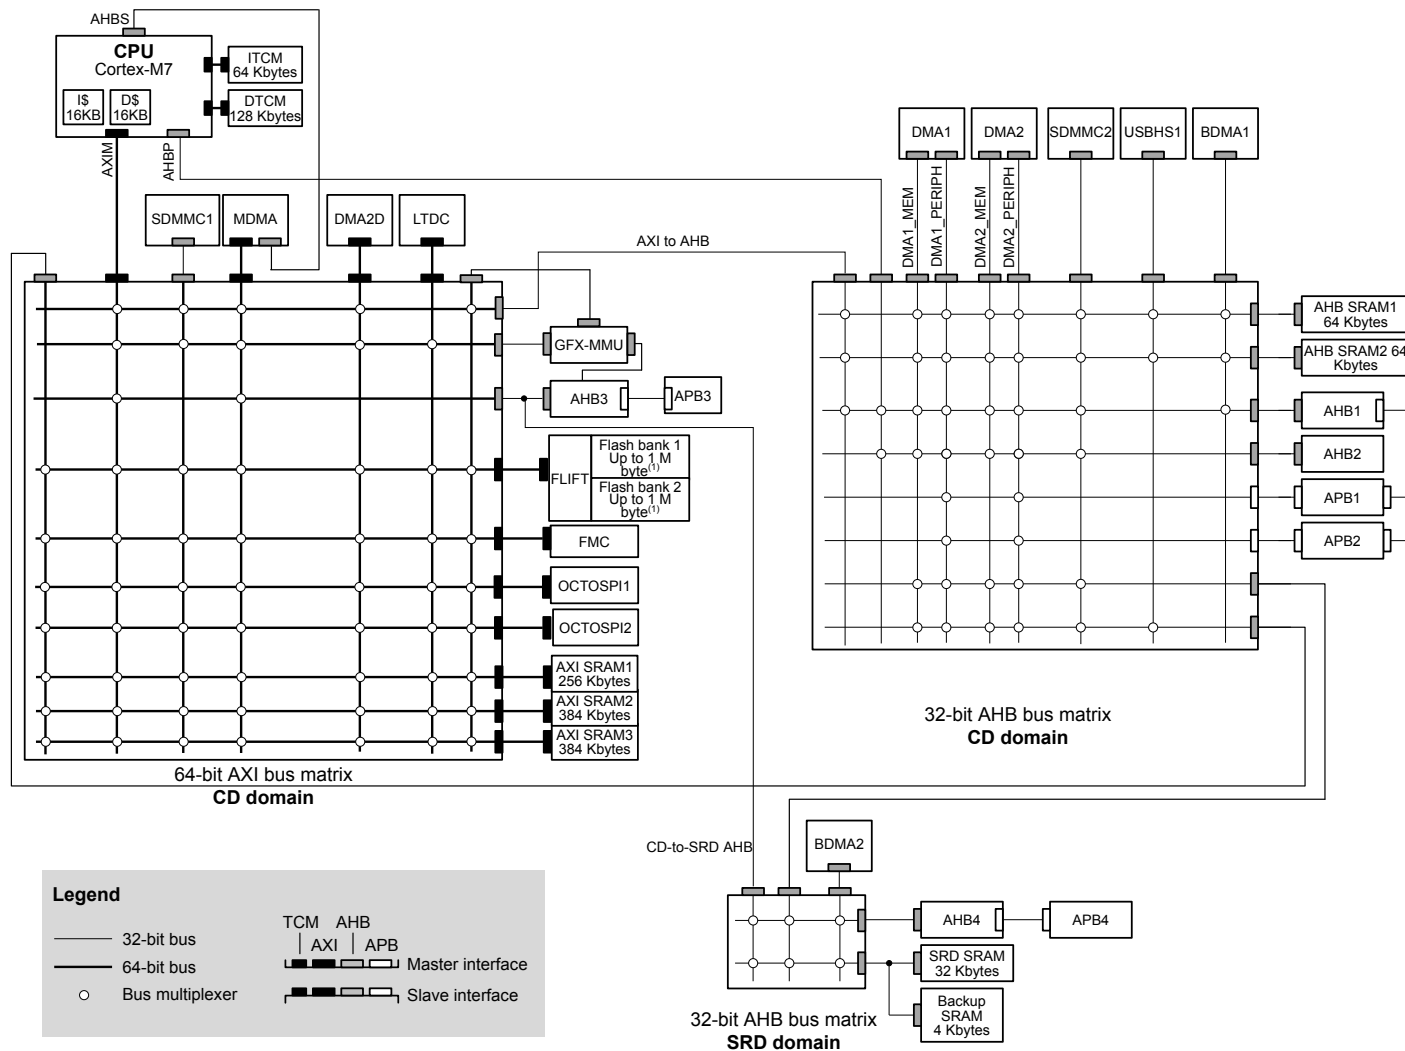 AHBS
CPU
Cortex-M7
I$
16KB
D$
16KB
ITCM
64 Kbytes
DTCM
128 Kbytes
AXIM
AHBP
SDMMC1
MDMA
DMA2D
LTDC
AXI to AHB
DMA1
DMA2
SDMMC2
USBHS1
BDMA1
DMA1_MEM
DMA1_PERIPH
DMA2_MEM
DMA2_PERIPH
GFX-MMU
AHB3
APB3
FLIFT
Flash bank 1
Up to 1 M
byte(1)
Flash bank 2
Up to 1 M
byte(1)
FMC
OCTOSPI1
OCTOSPI2
AXI SRAM1
256 Kbytes
AXI SRAM2
384 Kbytes
AXI SRAM3
384 Kbytes
64-bit AXI bus matrix
CD domain
AHB SRAM1
64 Kbytes
AHB SRAM2 64
Kbytes
AHB1
AHB2
APB1
APB2
32-bit AHB bus matrix
CD domain
CD-to-SRD AHB
BDMA2
AHB4
APB4
SRD SRAM
32 Kbytes
Backup
SRAM
4 Kbytes
32-bit AHB bus matrix
SRD domain
Legend
32-bit bus
64-bit bus
Bus multiplexer
TCM
AHB
AXI
APB
Master interface
Slave interface